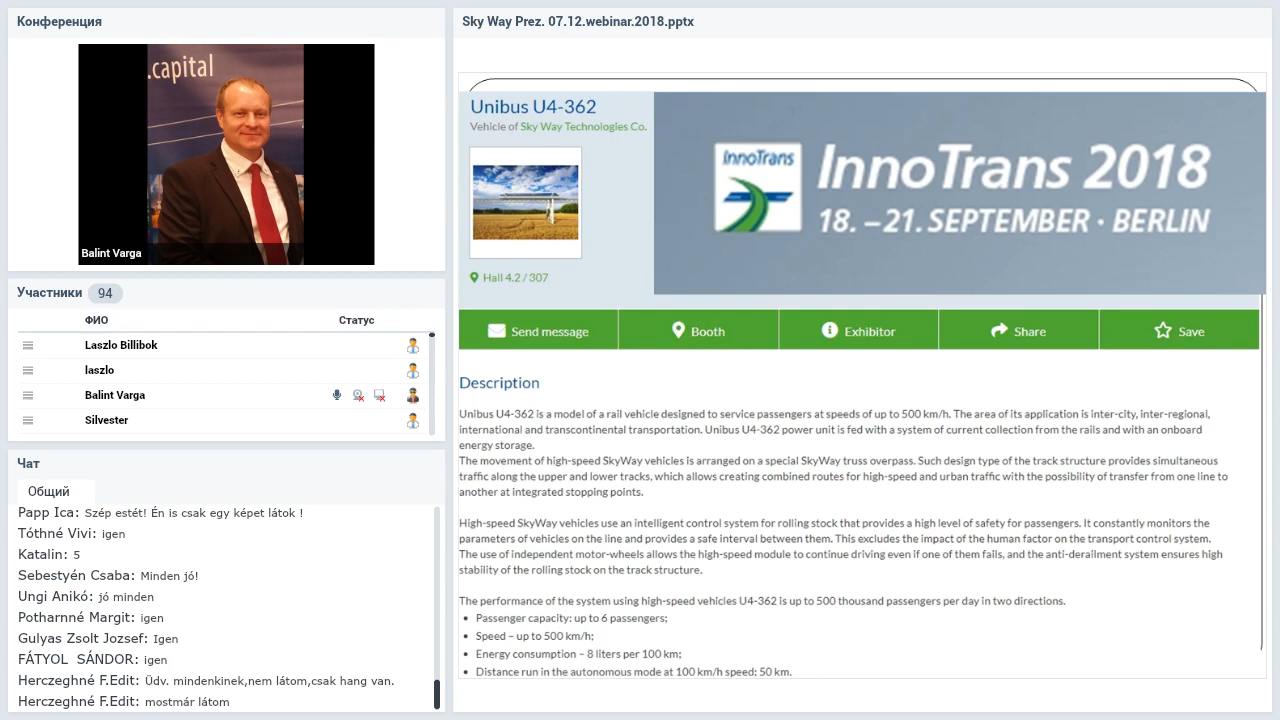 Конференция
.capital
Balint Varga
Участники 94
ФИО Статус
Laszlo Billibok
laszlo
Balint Varga
Silvester
Чат
Общий
Papp Ica: Szép estét! Én is csak egy képet látok !
Tóthné Vivi: igen
Katalin: 5
Sebestyén Csaba: Minden jó!
Ungi Anikó: jó minden
Potharnné Margit: igen
Gulyas Zsolt Jozsef: Igen
FÁTYOL SÁNDOR: igen
Herczeghné F.Edit: Üdv. mindenkinek,nem látom,csak hang van.
Herczeghné F.Edit: mostmár látom
Sky Way Prez. 07.12.webinar.2018.pptx
Unibus U4-362
Vehicle of Sky Way Technologies Co.
Hall 4.2 / 307
InnoTrans
InnoTrans 2018
18. – 21. SEPTEMBER · BERLIN
Send message
Booth
Exhibitor
Share
Save
Description
Unibus U4-362 is a model of a rail vehicle designed to service passengers at speeds of up to 500 km/h. The area of its application is inter-city, inter-regional,
international and transcontinental transportation. Unibus U4-362 power unit is fed with a system of current collection from the rails and with an onboard
energy storage.
The movement of high-speed SkyWay vehicles is arranged on a special SkyWay truss overpass. Such design type of the track structure provides simultaneous
traffic along the upper and lower tracks, which allows creating combined routes for high-speed and urban traffic with the possibility of transfer from one line to
another at integrated stopping points.
High-speed SkyWay vehicles use an intelligent control system for rolling stock that provides a high level of safety for passengers. It constantly monitors the
parameters of vehicles on the line and provides a safe interval between them. This excludes the impact of the human factor on the transport control system.
The use of independent motor-wheels allows the high-speed module to continue driving even if one of them fails, and the anti-derailment system ensures high
stability of the rolling stock on the track structure.
The performance of the system using high-speed vehicles U4-362 is up to 500 thousand passengers per day in two directions.
• Passenger capacity: up to 6 passengers;
• Speed – up to 500 km/h;
• Energy consumption – 8 liters per 100 km;
• Distance run in the autonomous mode at 100 km/h speed: 50 km.